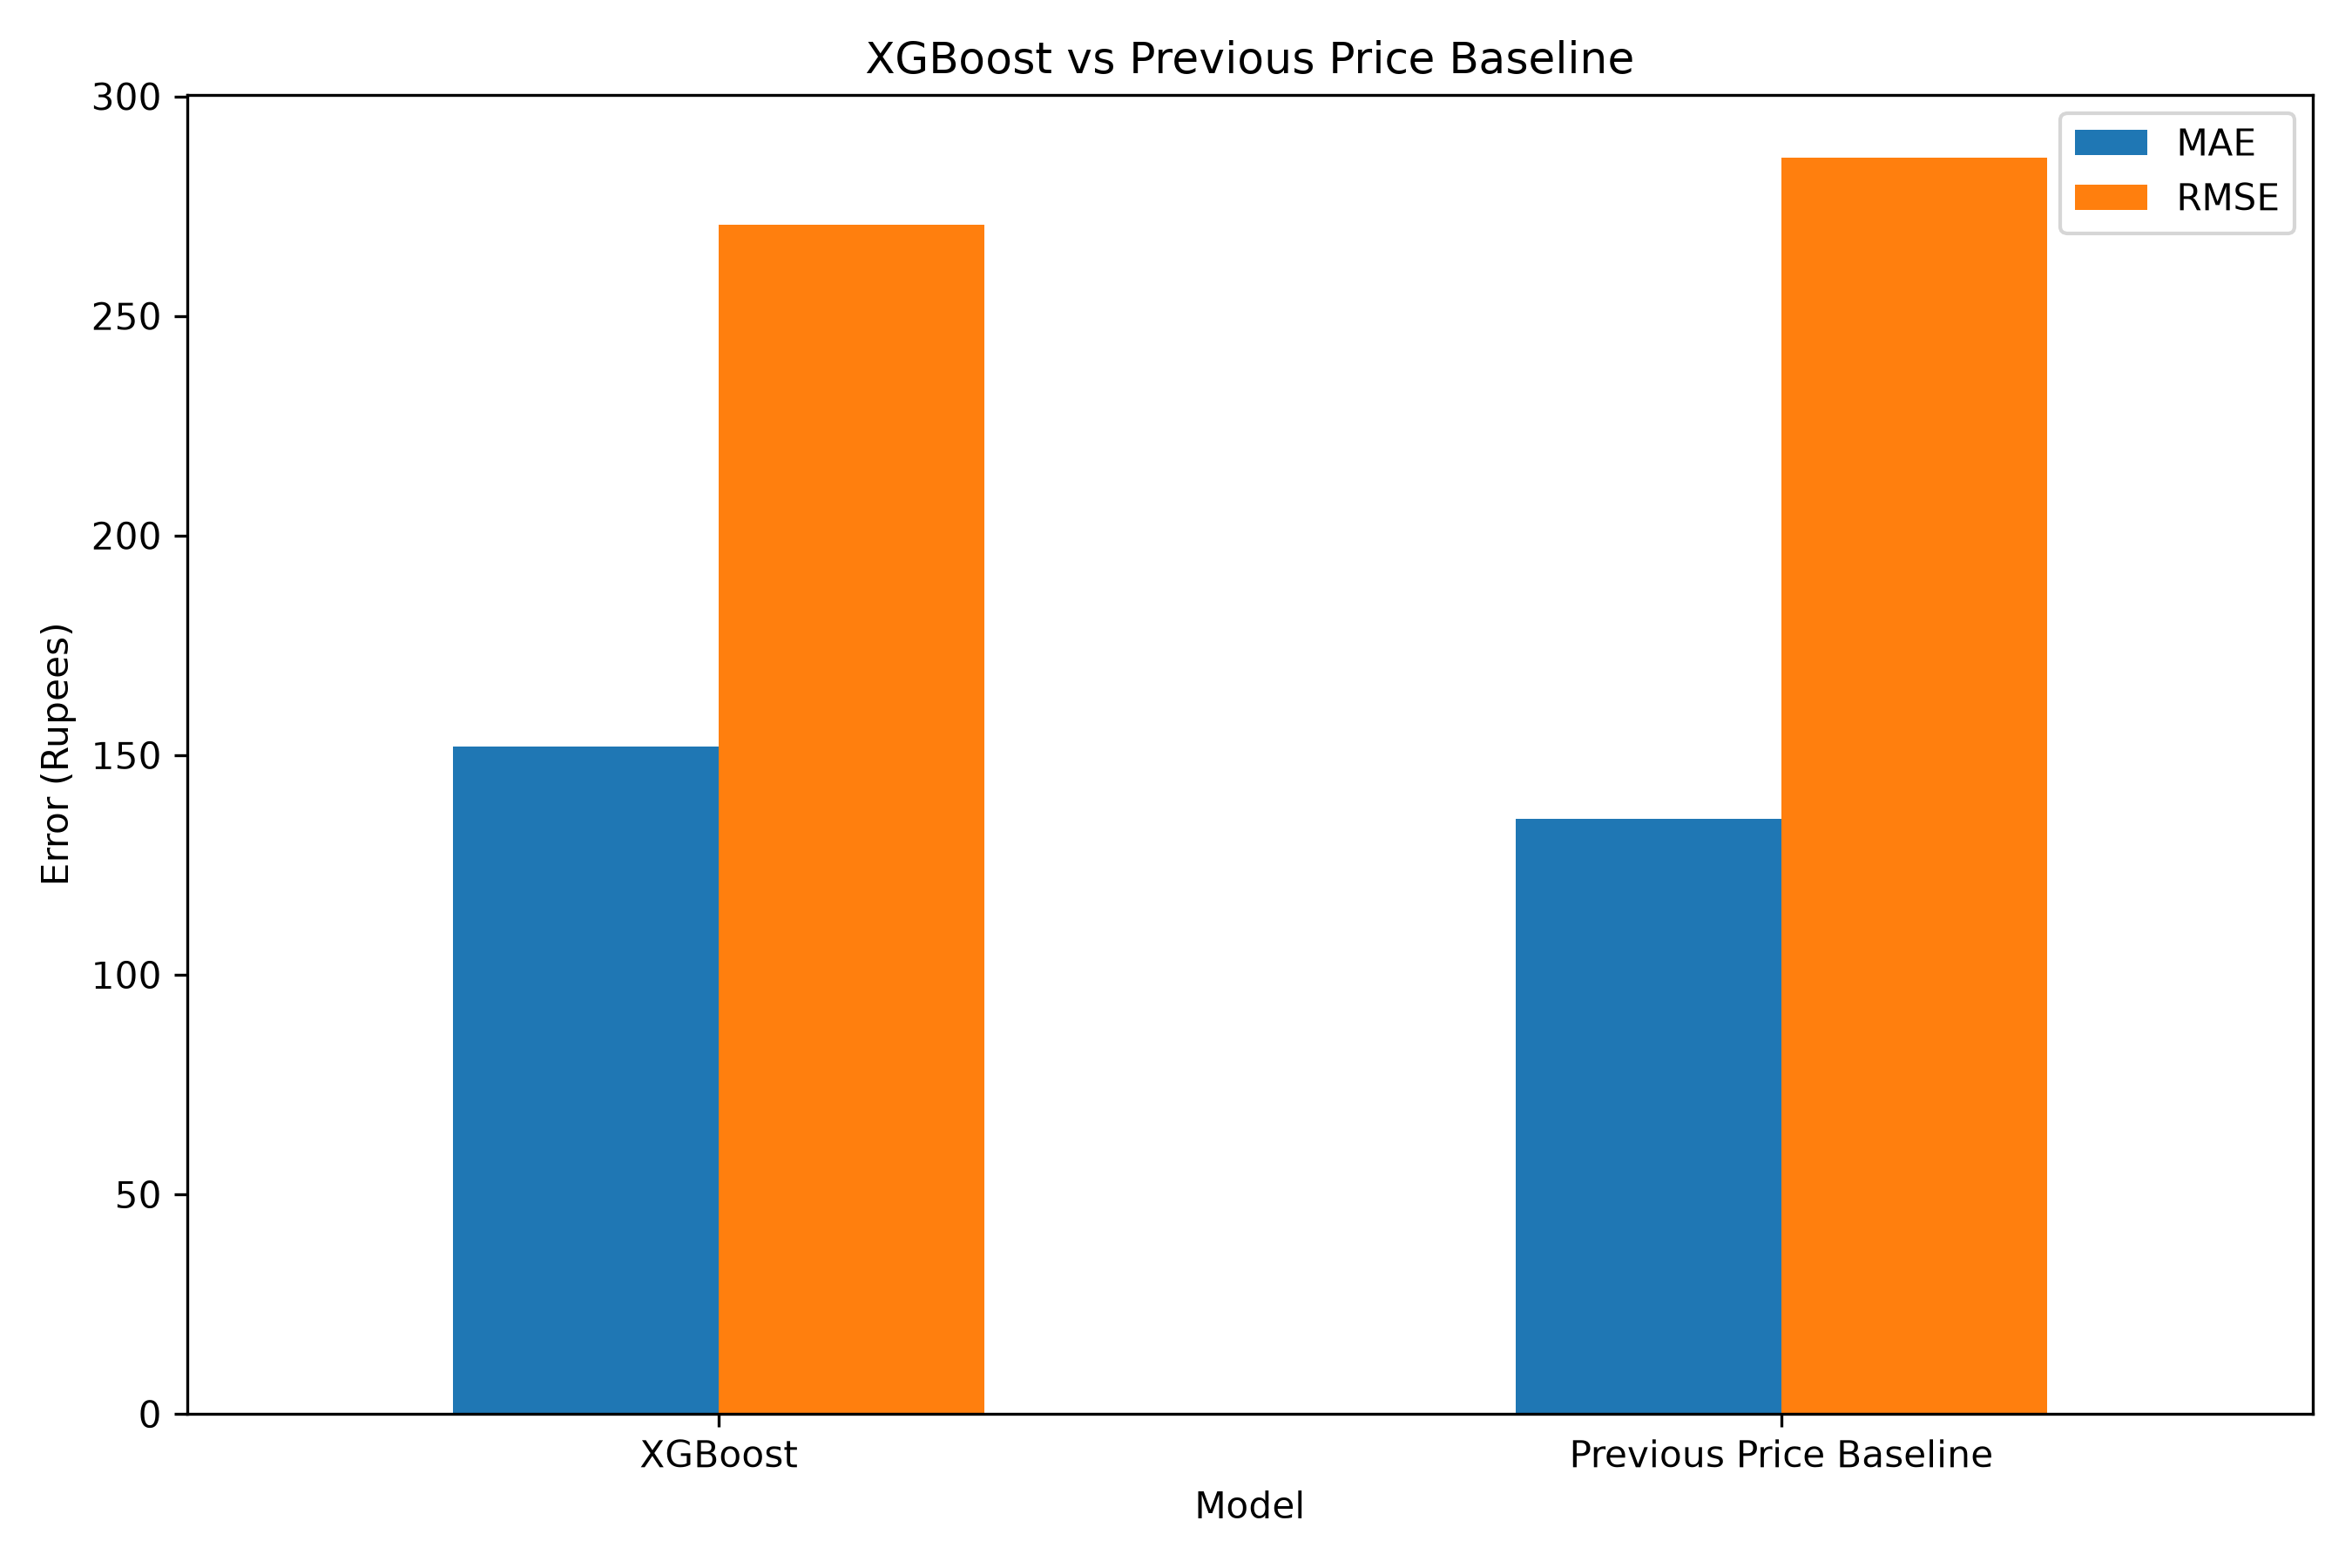 XGBoost vs Previous Price Baseline
300
250
200
150
100
50
0
Error (Rupees)
MAE
RMSE
XGBoost
Previous Price Baseline
Model